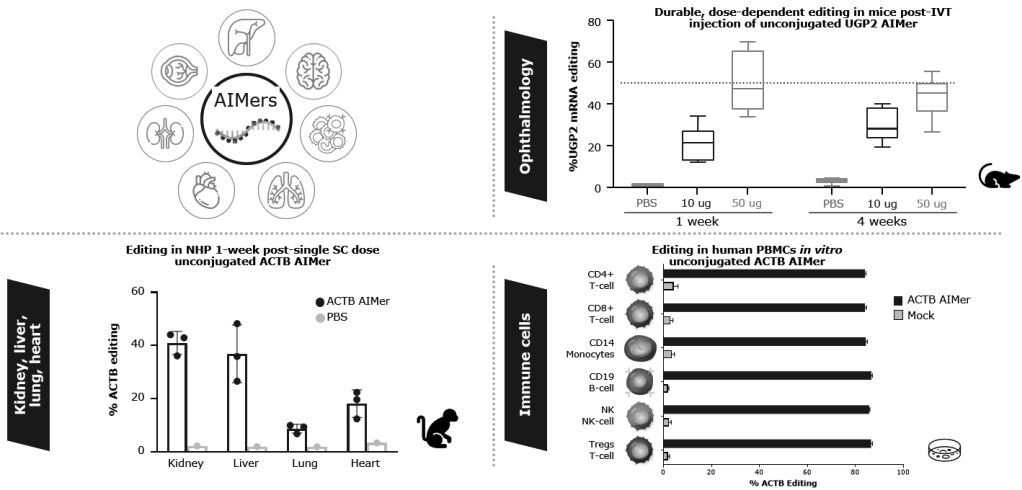 AIMers
Ophthalmology
Durable, dose-dependent editing in mice post-IVT
injection of unconjugated UGP2 AIMer
%UGP2 mRNA editing
80
60
40
20
0
PBS
10 ug
50 ug
PBS
10 ug
50 ug
1 week
4 weeks
Kidney, liver,
lung, heart
Editing in NHP 1-week post-single SC dose
unconjugated ACTB AIMer
% ACTB editing
60
40
20
0
ACTB AIMer
PBS
Kidney
Liver
Lung
Heart
Immune cells
Editing in human PBMCs in vitro
unconjugated ACTB AIMer
CD4+
T-cell
CD8+
T-cell
CD14
Monocytes
CD19
B-cell
NK
NK-cell
Tregs
T-cell
ACTB AIMer
Mock
0
20
40
60
80
100
% ACTB Editing